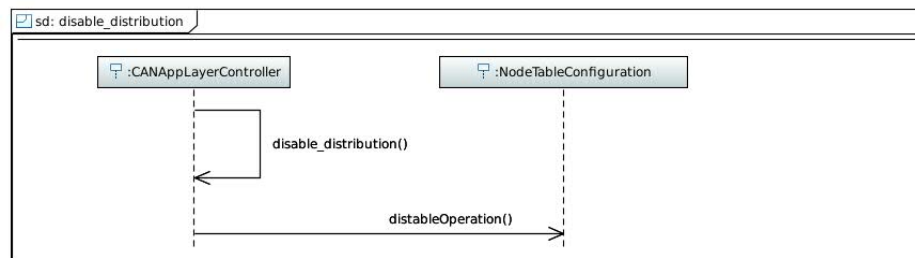 sd: disable_distribution
:CANAppLayerController
:NodeTableConfiguration
disable_distribution()
distableOperation()